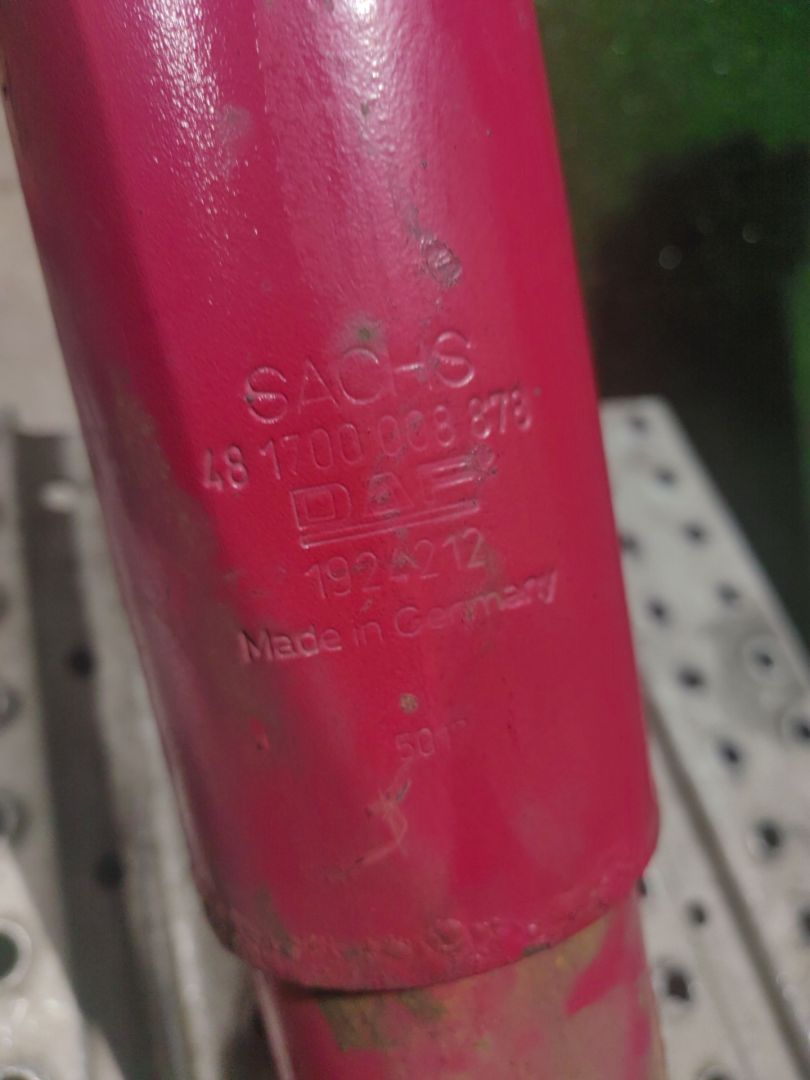 SACHS
48 1700 008 878
DAF
1924212
Made in Germany